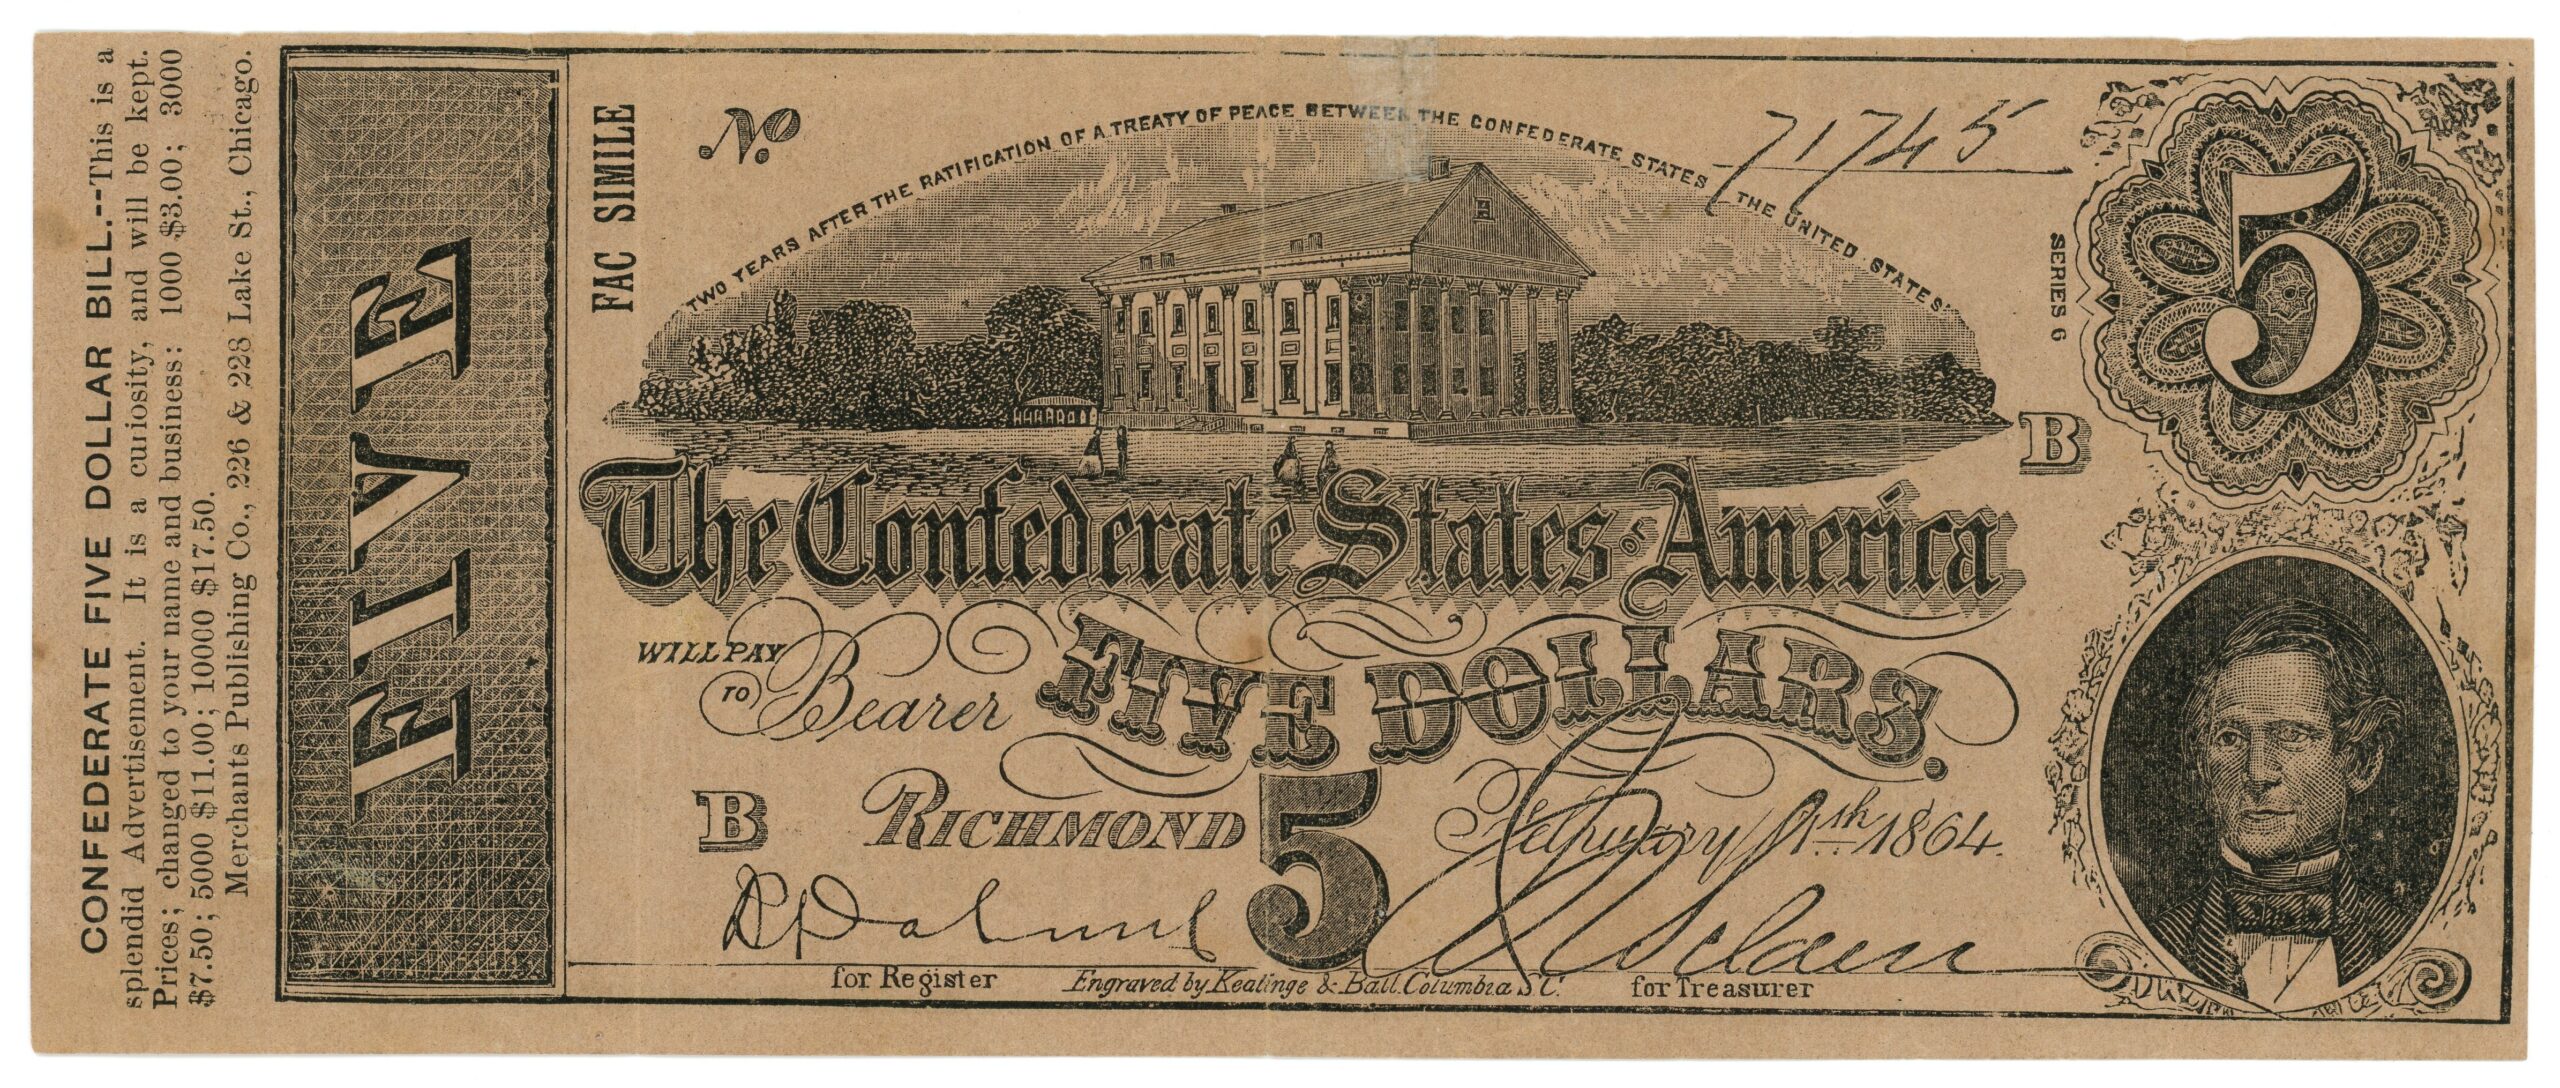 CONFEDERATE FIVE DOLLAR BILL.--This is a
splendid Advertisement. It is a curiosity, and will be kept.
Prices; changed to your name and business: 1000 $3.00; 3000
$7.50; 5000 $11.00; 10000 $17.50.
Merchants Publishing Co., 226 & 228 Lake St., Chicago.
FIVE
FAC SIMILE
No
71745
TWO YEARS AFTER THE RATIFICATION OF A TREATY OF PEACE BETWEEN THE CONFEDERATE STATES THE UNITED STATES
SERIES 6
5
B
The Confederate States OF America
WILL PAY
TO Bearer
FIVE DOLLARS.
B
RICHMOND
5
February 17th 1864.
for Register
Engraved by Keatinge & Ball. Columbia S.C.
for Treasurer